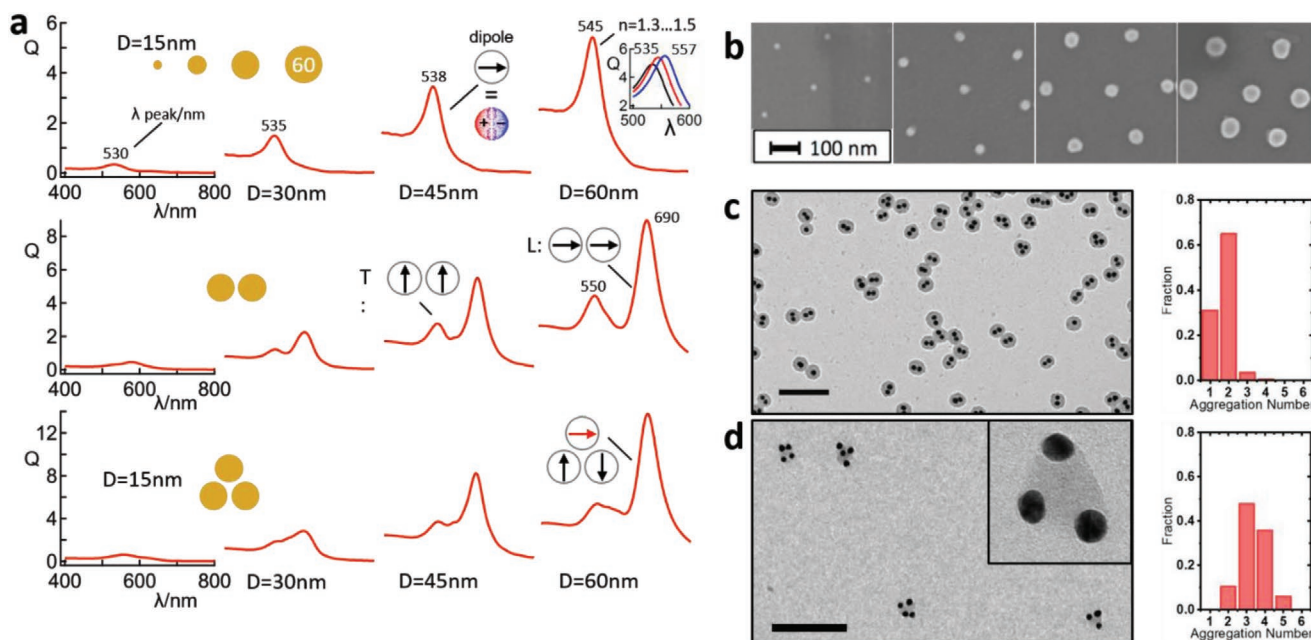 a
6
Q
4
2
0
D=15nm
60
λ peak/nm
530
400 600 800
λ/nm
535
D=30nm
dipole
538
=
+ -
D=45nm
545
n=1.3...1.5
535 557
6
Q
4
2
500 λ 600
D=60nm
8
Q
6
4
2
0
400 600 800
T
:
L:
550
690
12
Q
8
4
0
D=15nm
400 600 800
λ/nm
D=30nm
D=45nm
D=60nm
b
100 nm
c
0.8
0.6
0.4
0.2
0.0
Fraction
1 2 3 4 5 6
Aggregation Number
d
0.8
0.6
0.4
0.2
0.0
Fraction
1 2 3 4 5 6
Aggregation Number